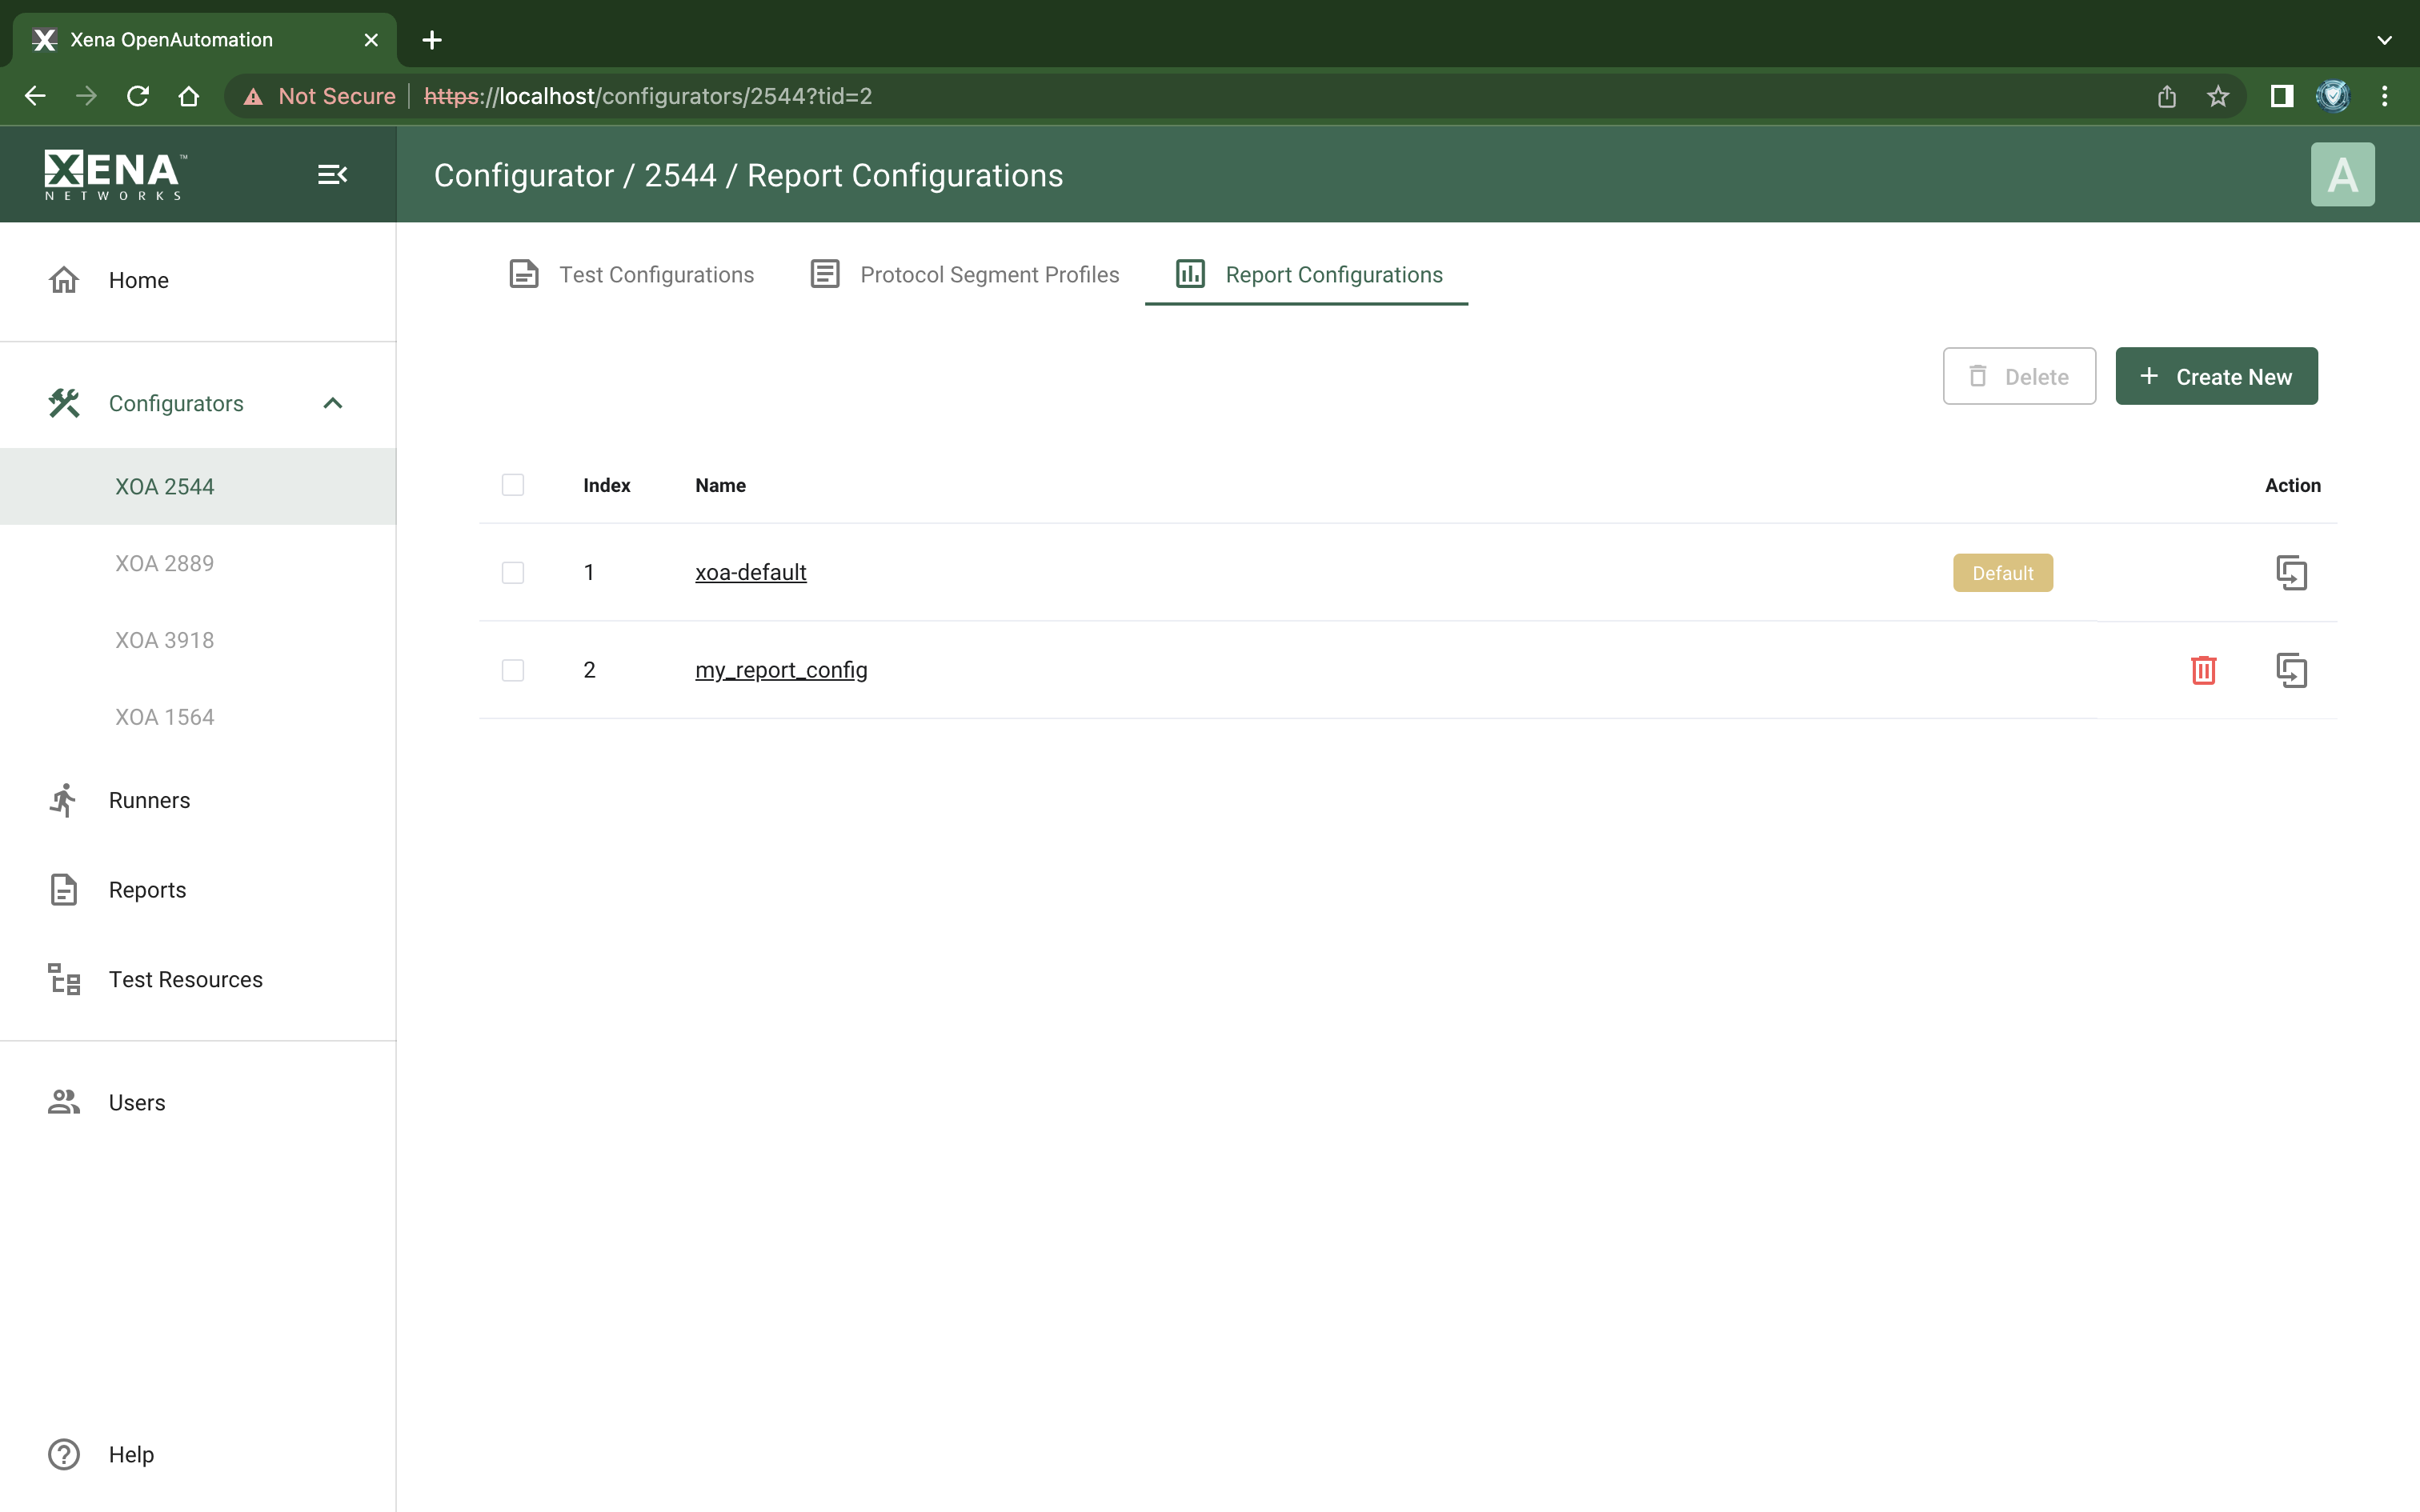 Xena OpenAutomation
Not Secure https://localhost/configurators/2544?tid=2
XENA™
NETWORKS
Configurator / 2544 / Report Configurations
A
Home
Configurators
XOA 2544
XOA 2889
XOA 3918
XOA 1564
Runners
Reports
Test Resources
Users
Help
Test Configurations Protocol Segment Profiles Report Configurations
Delete + Create New
Index Name Action
1 xoa-default Default
2 my_report_config